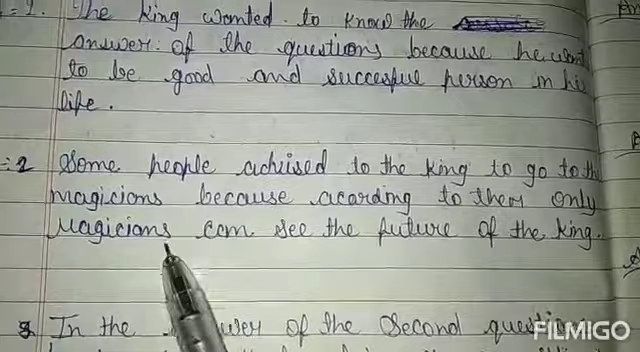 1. The King wanted to know the
answer of the questions because he want
to be good and succesful person in his
life.
:2 Some people advised to the king to go to the
magicians because acording to them only
Magicians can see the future of the king.
3 In the of the Second question
FILMIGO